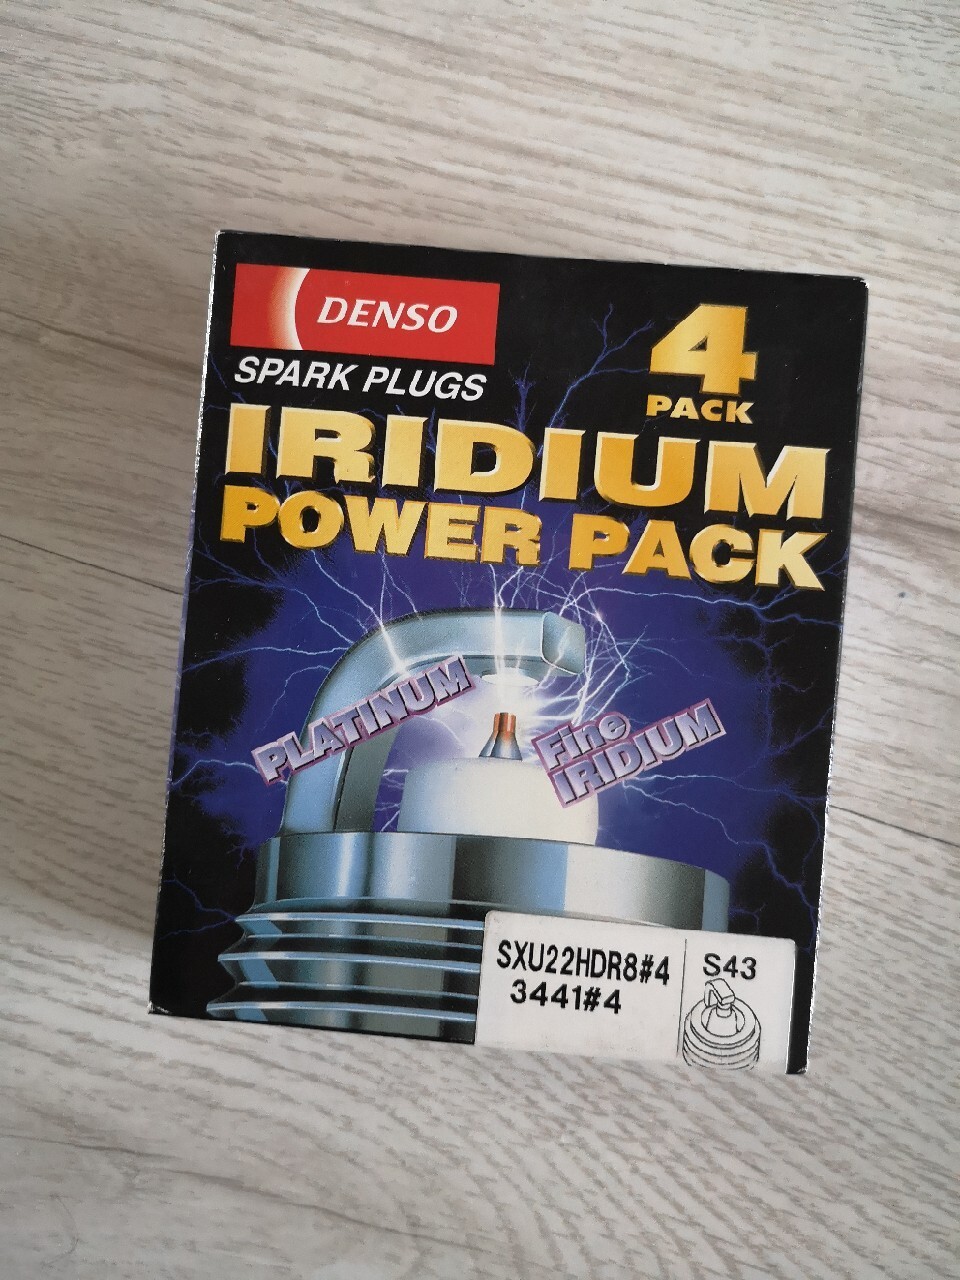 DENSO
SPARK PLUGS
4
PACK
IRIDIUM
POWER PACK
PLATINUM
Fine
IRIDIUM
SXU22HDR8#4
3441#4
S43